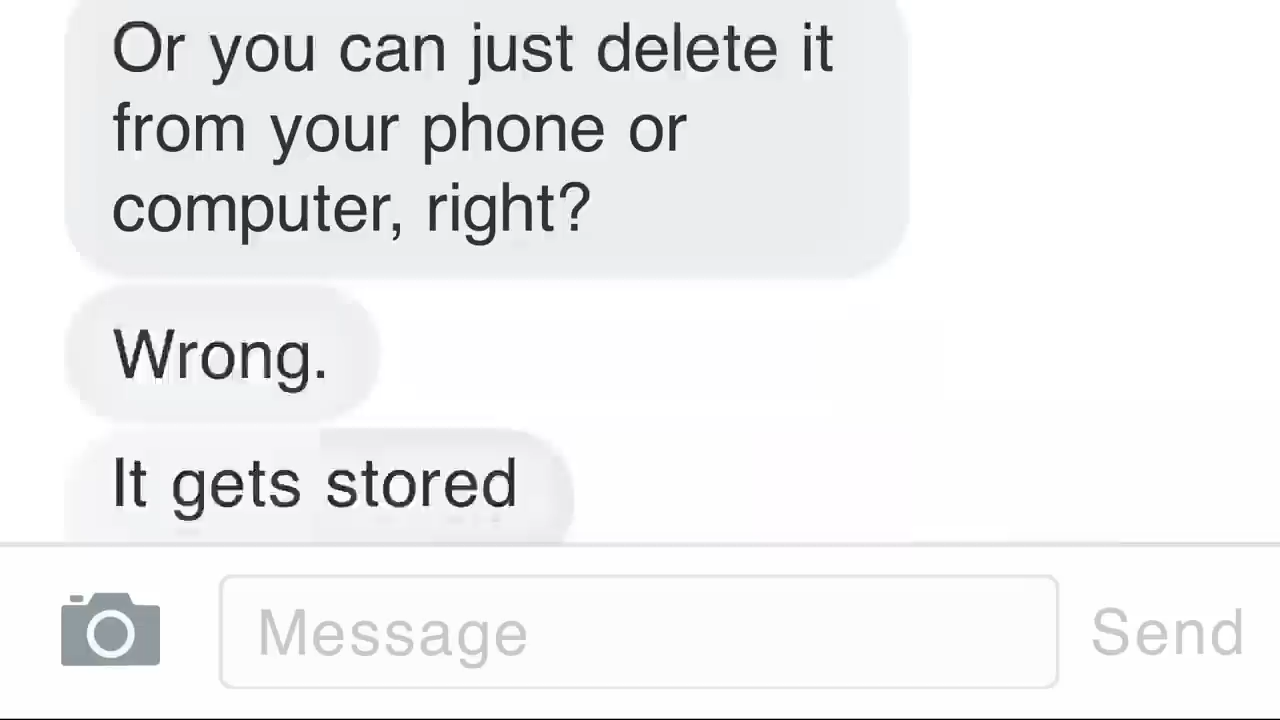 Or you can just delete it
from your phone or
computer, right?
Wrong.
It gets stored
Message
Send